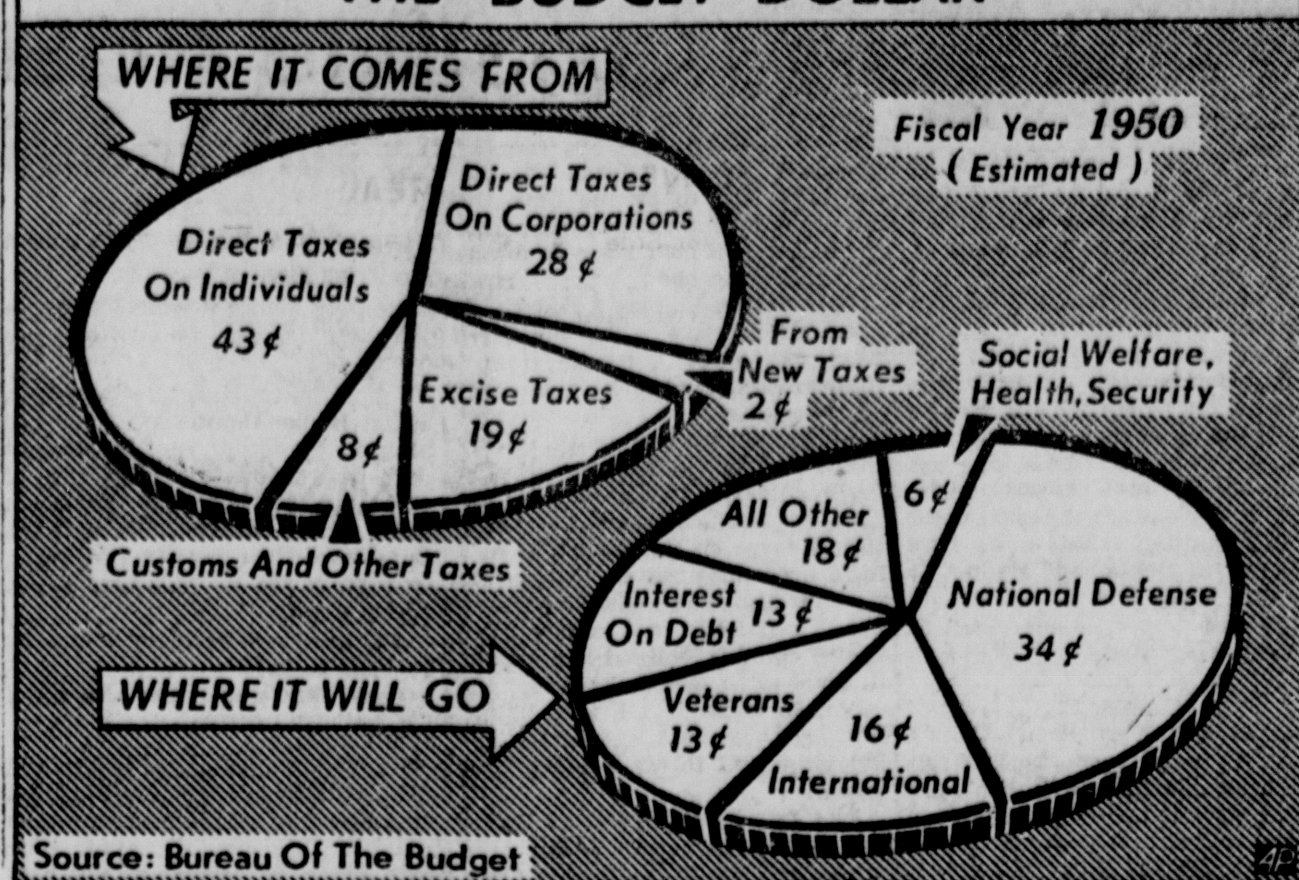 THE BUDGET DOLLAR
WHERE IT COMES FROM
Fiscal Year 1950
(Estimated)
Direct Taxes
On Corporations
28¢
Direct Taxes
On Individuals
43¢
From
New Taxes
2¢
Excise Taxes
19¢
8¢
Customs And Other Taxes
Social Welfare,
Health, Security
6¢
All Other
18¢
National Defense
34¢
Interest
On Debt
13¢
WHERE IT WILL GO
Veterans
13¢
16¢
International
Source: Bureau Of The Budget
AP